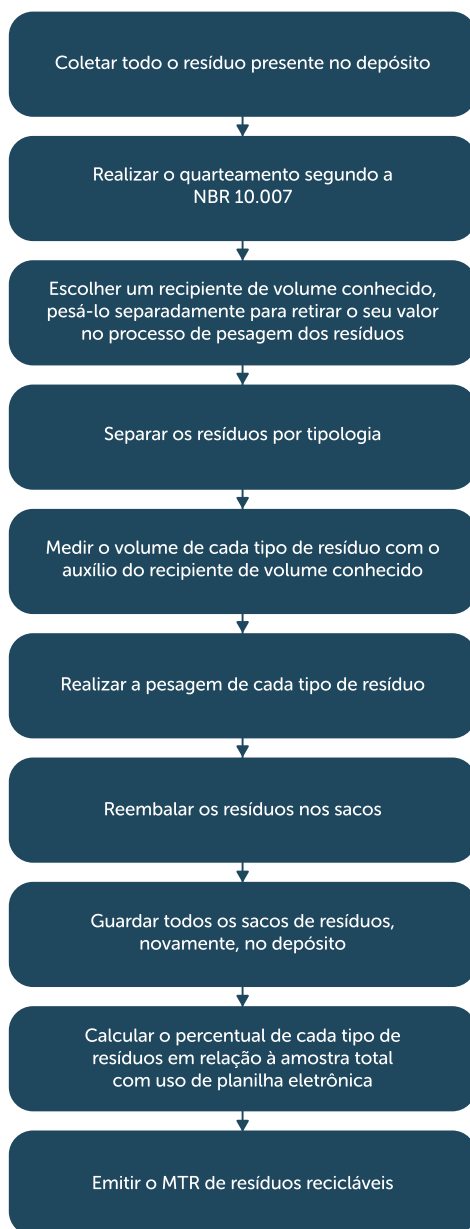 Coletar todo o resíduo presente no depósito
Realizar o quarteamento segundo a
NBR 10.007
Escolher um recipiente de volume conhecido,
pesá-lo separadamente para retirar o seu valor
no processo de pesagem dos resíduos
Separar os resíduos por tipologia
Medir o volume de cada tipo de resíduo com o
auxílio do recipiente de volume conhecido
Realizar a pesagem de cada tipo de resíduo
Reembalar os resíduos nos sacos
Guardar todos os sacos de resíduos,
novamente, no depósito
Calcular o percentual de cada tipo de
resíduos em relação à amostra total
com uso de planilha eletrônica
Emitir o MTR de resíduos recicláveis